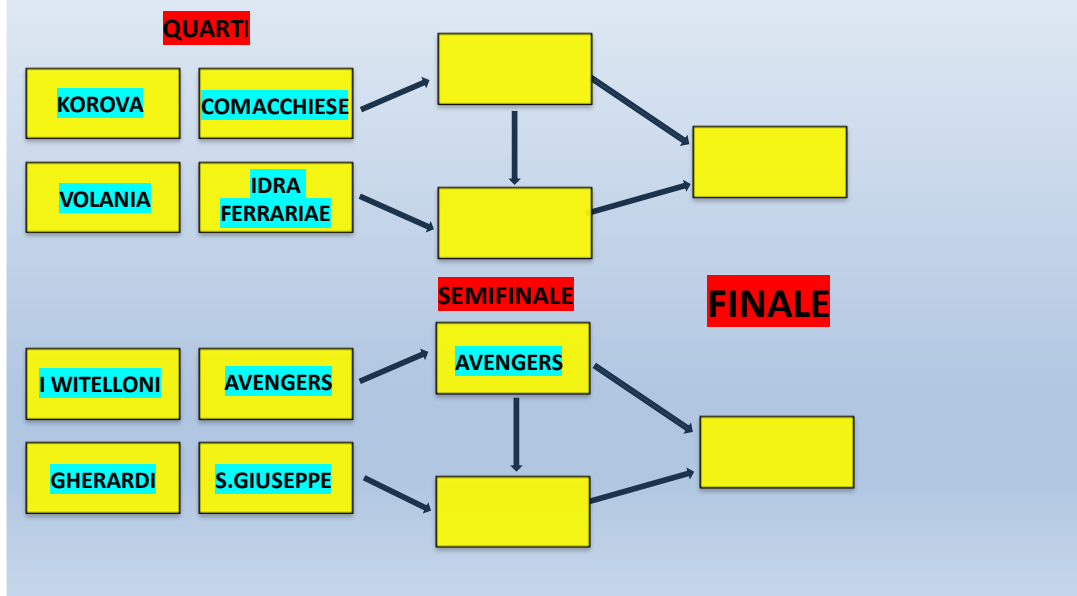 QUARTI
KOROVA
COMACCHIESE
VOLANIA
IDRA
FERRARIAE
SEMIFINALE
FINALE
I WITELLONI
AVENGERS
AVENGERS
GHERARDI
S.GIUSEPPE